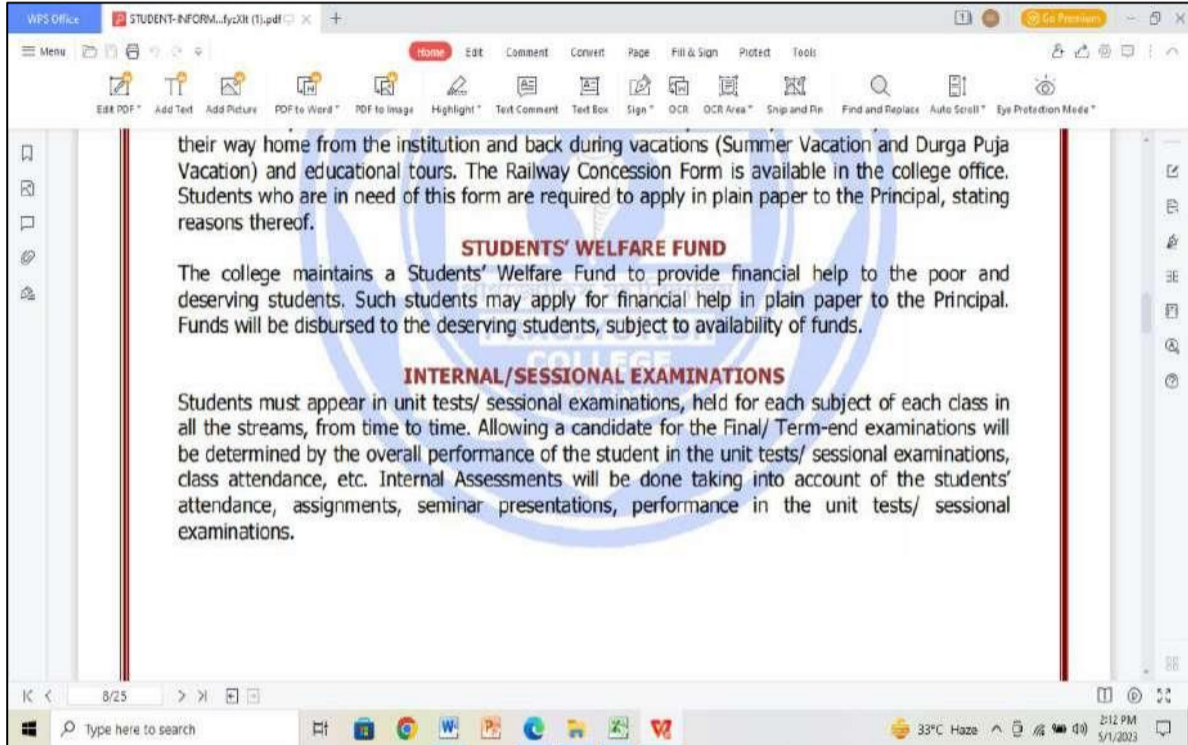 WPS Office
STUDENT-INFORM...fyzXIt (1).pdf
Go Premium
Menu
Home Edit Comment Convert Page Fill & Sign Protect Tools
Edit PDF Add Text Add Picture PDF to Word PDF to Image Highlight Text Comment Text Box Sign OCR OCR Area Snip and Pin Find and Replace Auto Scroll Eye Protection Mode
their way home from the institution and back during vacations (Summer Vacation and Durga Puja
Vacation) and educational tours. The Railway Concession Form is available in the college office.
Students who are in need of this form are required to apply in plain paper to the Principal, stating
reasons thereof.
STUDENTS' WELFARE FUND
The college maintains a Students' Welfare Fund to provide financial help to the poor and
deserving students. Such students may apply for financial help in plain paper to the Principal.
Funds will be disbursed to the deserving students, subject to availability of funds.
COLLEGE
INTERNAL/SESSIONAL EXAMINATIONS
Students must appear in unit tests/ sessional examinations, held for each subject of each class in
all the streams, from time to time. Allowing a candidate for the Final/ Term-end examinations will
be determined by the overall performance of the student in the unit tests/ sessional examinations,
class attendance, etc. Internal Assessments will be done taking into account of the students'
attendance, assignments, seminar presentations, performance in the unit tests/ sessional
examinations.
8/25
Type here to search
33°C Haze
2:12 PM
5/1/2023